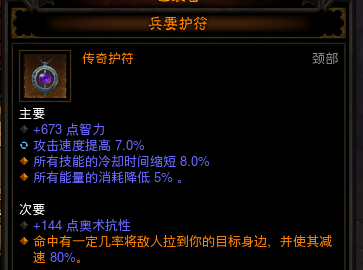 兵要护符
传奇护符 颈部
主要
+673 点智力
攻击速度提高 7.0%
所有技能的冷却时间缩短 8.0%
所有能量的消耗降低 5% 。
次要
+144 点奥术抗性
命中有一定几率将敌人拉到你的目标身边，并使其减
速 80%。